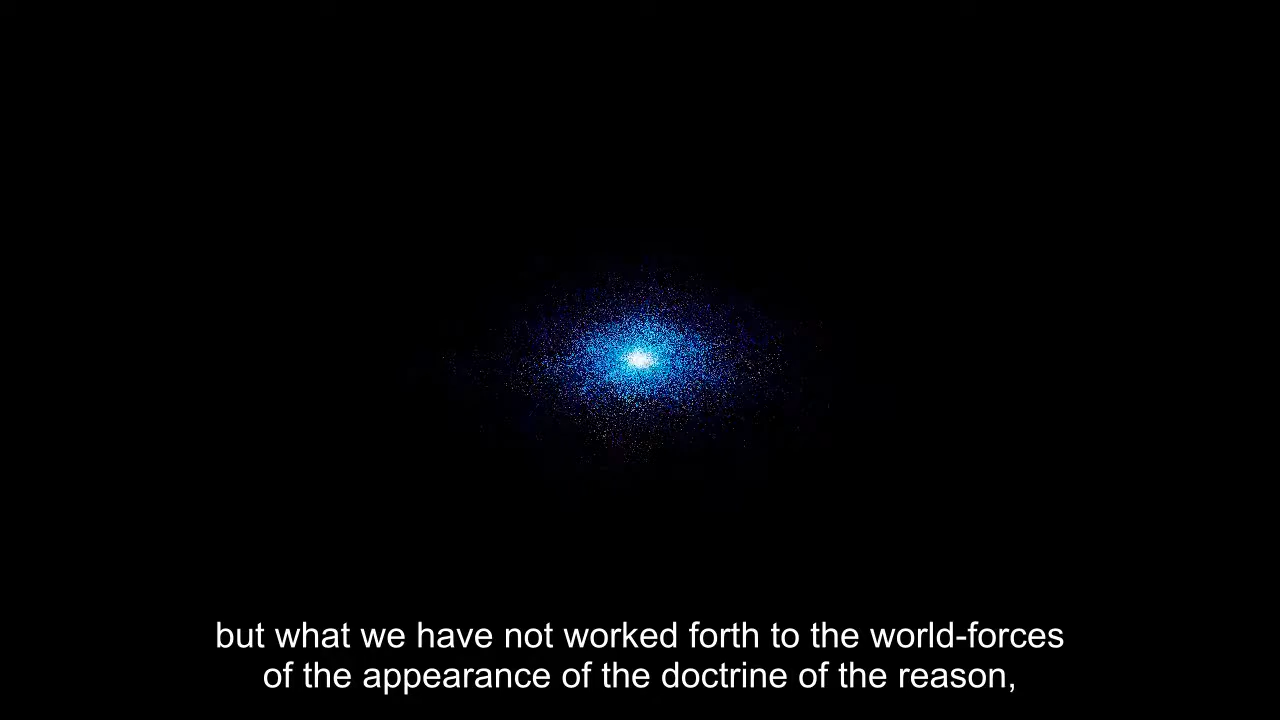 but what we have not worked forth to the world-forces
of the appearance of the doctrine of the reason,